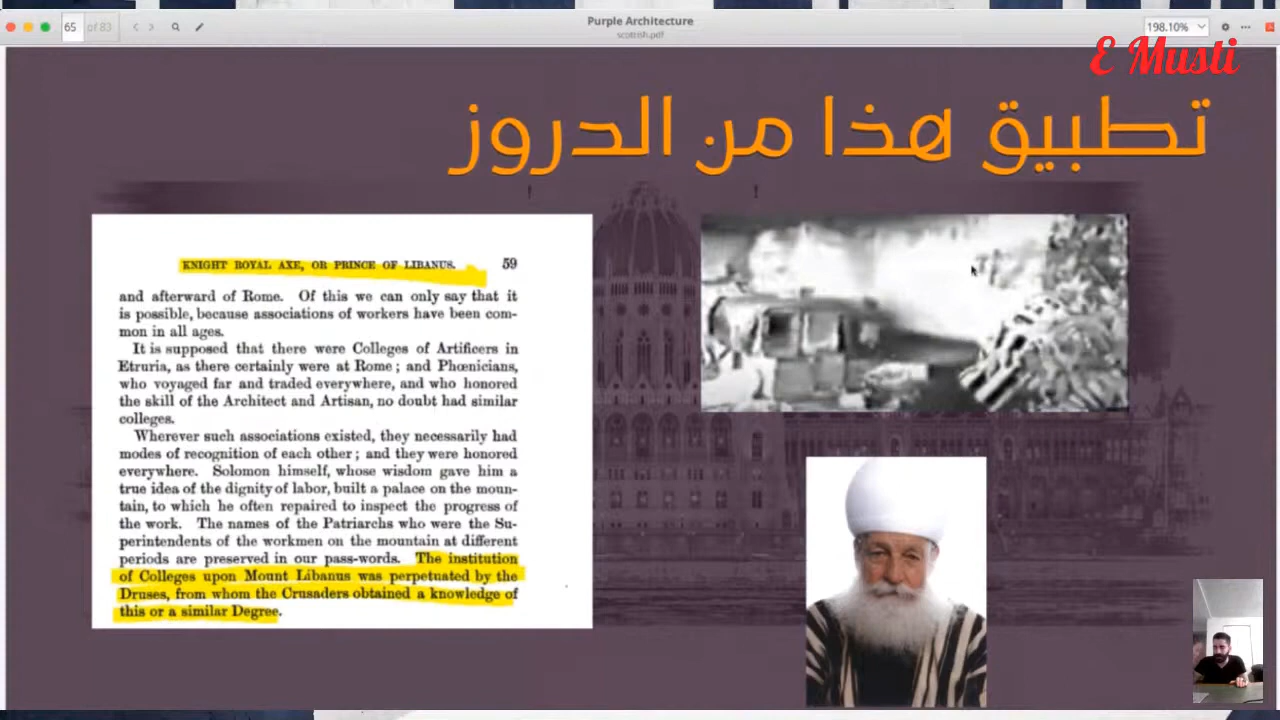 65 of 83
Purple Architecture
scottish.pdf
198.10%
E Musti
تطبيق هذا من الدروز
KNIGHT ROYAL AXE, OR PRINCE OF LIBANUS. 59
and afterward of Rome. Of this we can only say that it
is possible, because associations of workers have been com-
mon in all ages.
It is supposed that there were Colleges of Artificers in
Etruria, as there certainly were at Rome; and Phœnicians,
who voyaged far and traded everywhere, and who honored
the skill of the Architect and Artisan, no doubt had similar
colleges.
Wherever such associations existed, they necessarily had
modes of recognition of each other; and they were honored
everywhere. Solomon himself, whose wisdom gave him a
true idea of the dignity of labor, built a palace on the moun-
tain, to which he often repaired to inspect the progress of
the work. The names of the Patriarchs who were the Su-
perintendents of the workmen on the mountain at different
periods are preserved in our pass-words. The institution
of Colleges upon Mount Libanus was perpetuated by the
Druses, from whom the Crusaders obtained a knowledge of
this or a similar Degree.